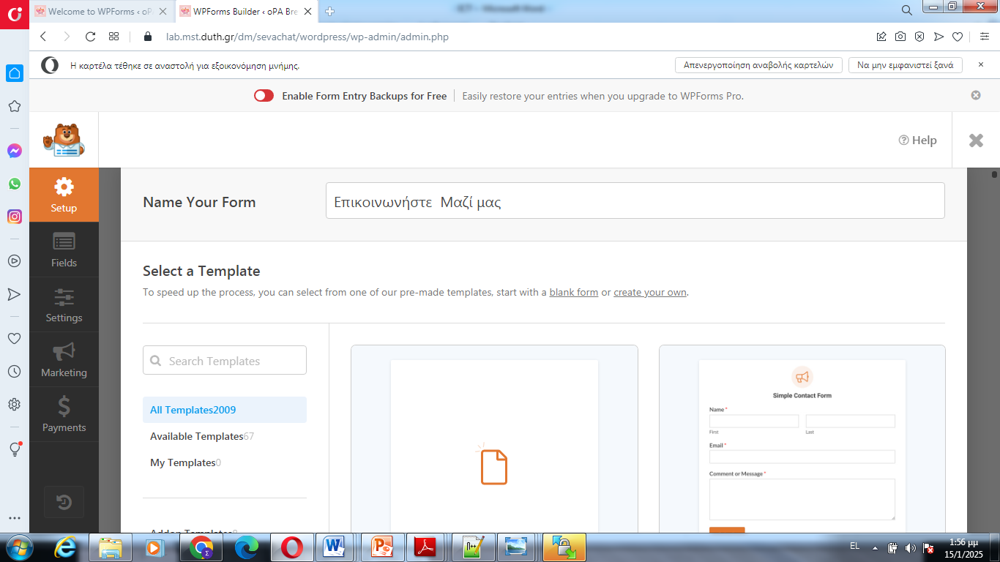 Welcome to WPForms ‹ oP
WPForms Builder ‹ oPA Bre
lab.mst.duth.gr/dm/sevachat/wordpress/wp-admin/admin.php
Η καρτέλα τέθηκε σε αναστολή για εξοικονόμηση μνήμης.
Απενεργοποίηση αναβολής καρτελών
Να μην εμφανιστεί ξανά
Enable Form Entry Backups for Free
Easily restore your entries when you upgrade to WPForms Pro.
Help
Setup
Fields
Settings
Marketing
Payments
Name Your Form
Επικοινωνήστε  Μαζί μας
Select a Template
To speed up the process, you can select from one of our pre-made templates, start with a blank form or create your own.
Search Templates
All Templates2009
Available Templates67
My Templates0
Simple Contact Form
Name *
First
Last
Email *
Comment or Message *
EL
1:56 μμ
15/1/2025